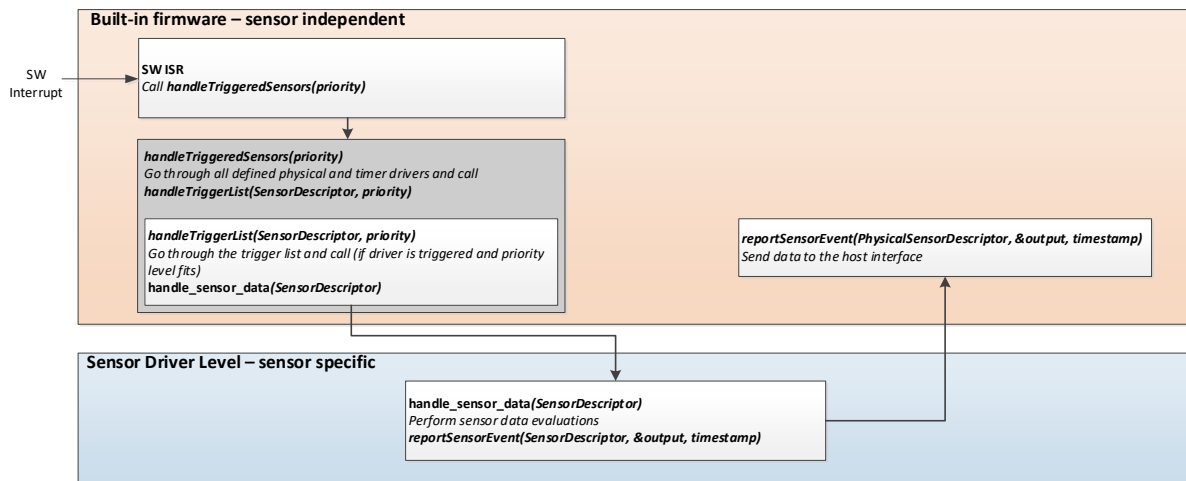 Built-in firmware – sensor independent
SW
Interrupt
SW ISR
Call handleTriggeredSensors(priority)
handleTriggeredSensors(priority)
Go through all defined physical and timer drivers and call
handleTriggerList(SensorDescriptor, priority)
handleTriggerList(SensorDescriptor, priority)
Go through the trigger list and call (if driver is triggered and priority
level fits)
handle_sensor_data(SensorDescriptor)
reportSensorEvent(PhysicalSensorDescriptor, &output, timestamp)
Send data to the host interface
Sensor Driver Level – sensor specific
handle_sensor_data(SensorDescriptor)
Perform sensor data evaluations
reportSensorEvent(SensorDescriptor, &output, timestamp)